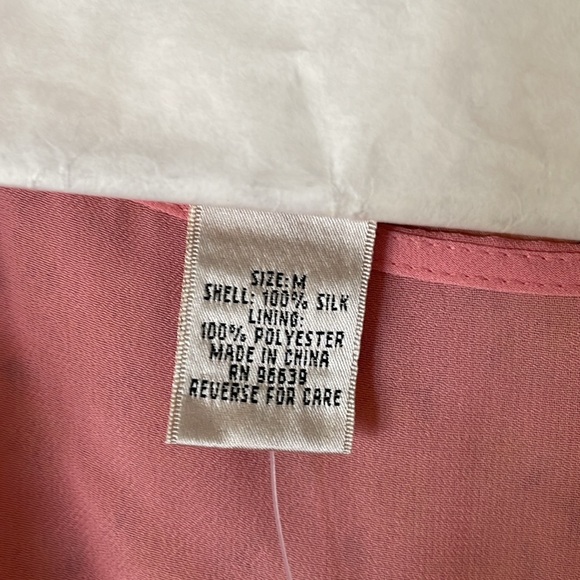 SIZE: M
SHELL: 100% SILK
LINING:
100% POLYESTER
MADE IN CHINA
RN 96639
REVERSE FOR CARE